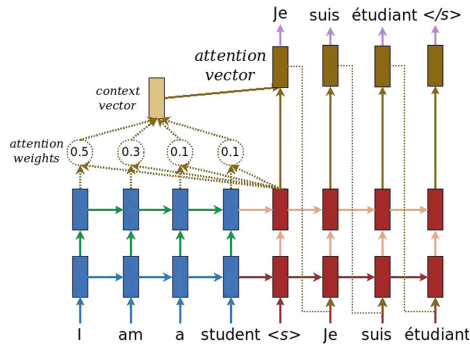 Je suis étudiant </s>
attention
vector
context
vector
attention
weights
0.5 0.3 0.1 0.1
I am a student <s> Je suis étudiant